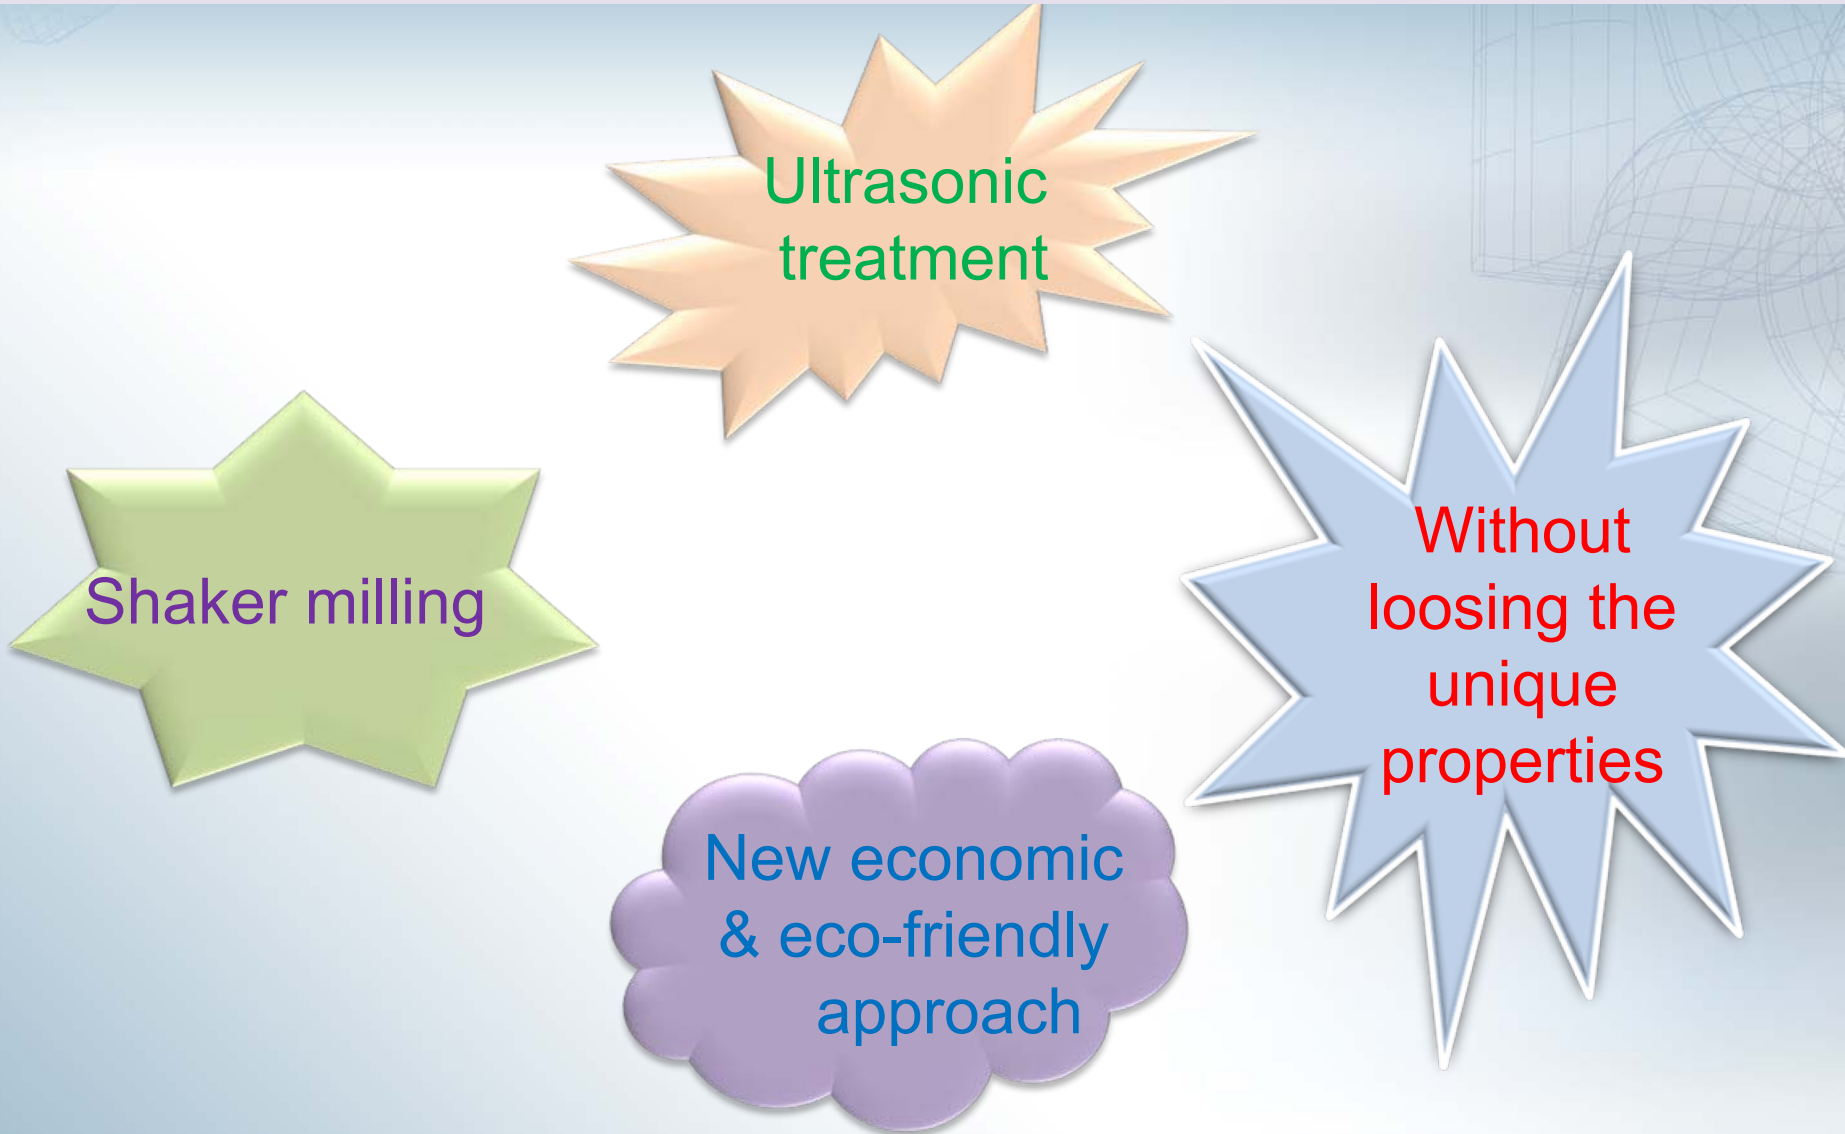 Ultrasonic
treatment
Shaker milling
Without
loosing the
unique
properties
New economic
& eco-friendly
approach